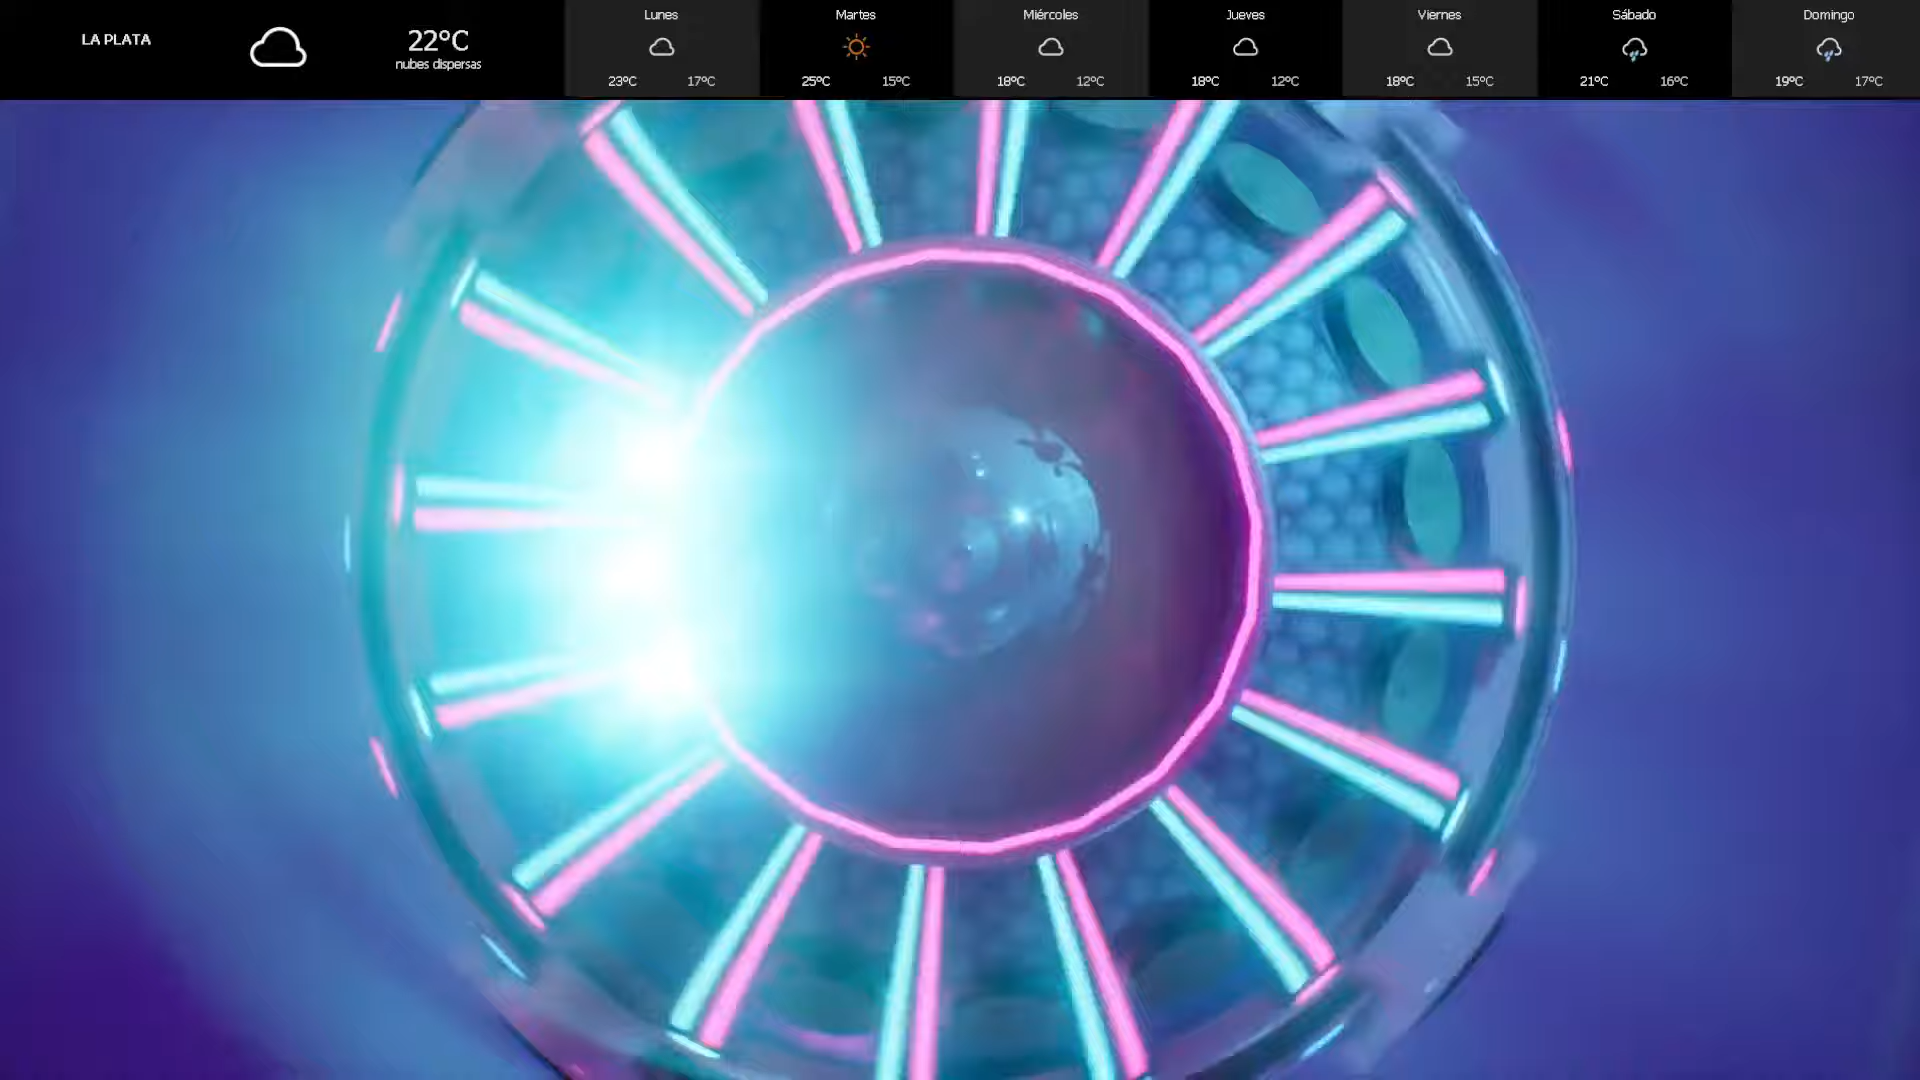 LA PLATA
22°C
nubes dispersas
Lunes
23°C 17°C
Martes
25°C 15°C
Miércoles
18°C 12°C
Jueves
18°C 12°C
Viernes
18°C 15°C
Sábado
21°C 16°C
Domingo
19°C 17°C